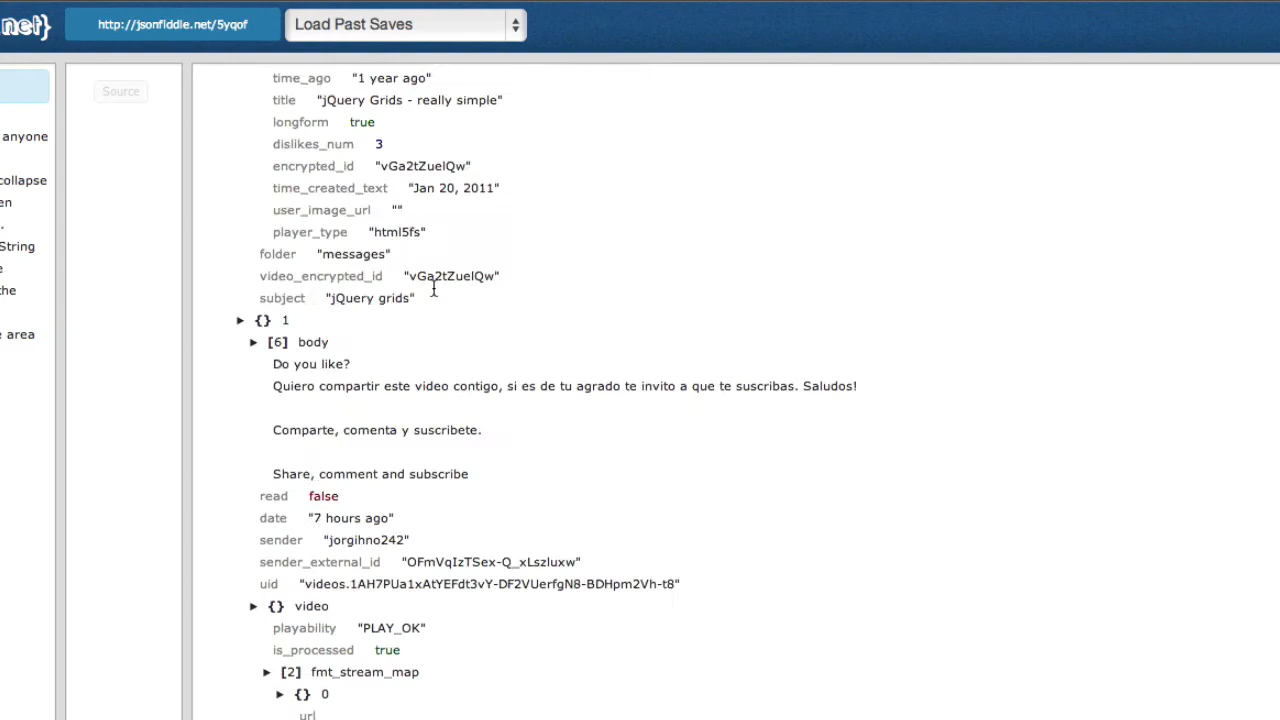 net}
http://jsonfiddle.net/5yqof
Load Past Saves
Source
anyone
collapse
en
.
String
e
the
e area
time_ago "1 year ago"
title "jQuery Grids - really simple"
longform true
dislikes_num 3
encrypted_id "vGa2tZuelQw"
time_created_text "Jan 20, 2011"
user_image_url ""
player_type "html5fs"
folder "messages"
video_encrypted_id "vGa2tZuelQw"
subject "jQuery grids"
{} 1
[6] body
Do you like?
Quiero compartir este video contigo, si es de tu agrado te invito a que te suscribas. Saludos!
Comparte, comenta y suscribete.
Share, comment and subscribe
read false
date "7 hours ago"
sender "jorgihno242"
sender_external_id "OFmVqIzTSex-Q_xLszluxw"
uid "videos.1AH7PUa1xAtYEFdt3vY-DF2VUerfgN8-BDHpm2Vh-t8"
{} video
playability "PLAY_OK"
is_processed true
[2] fmt_stream_map
{} 0
url